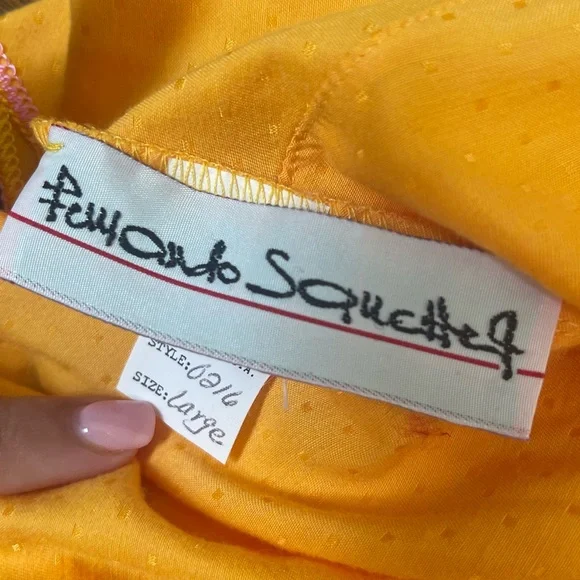 Fernando Sanchez
.A.
STYLE: 0216
SIZE: Large